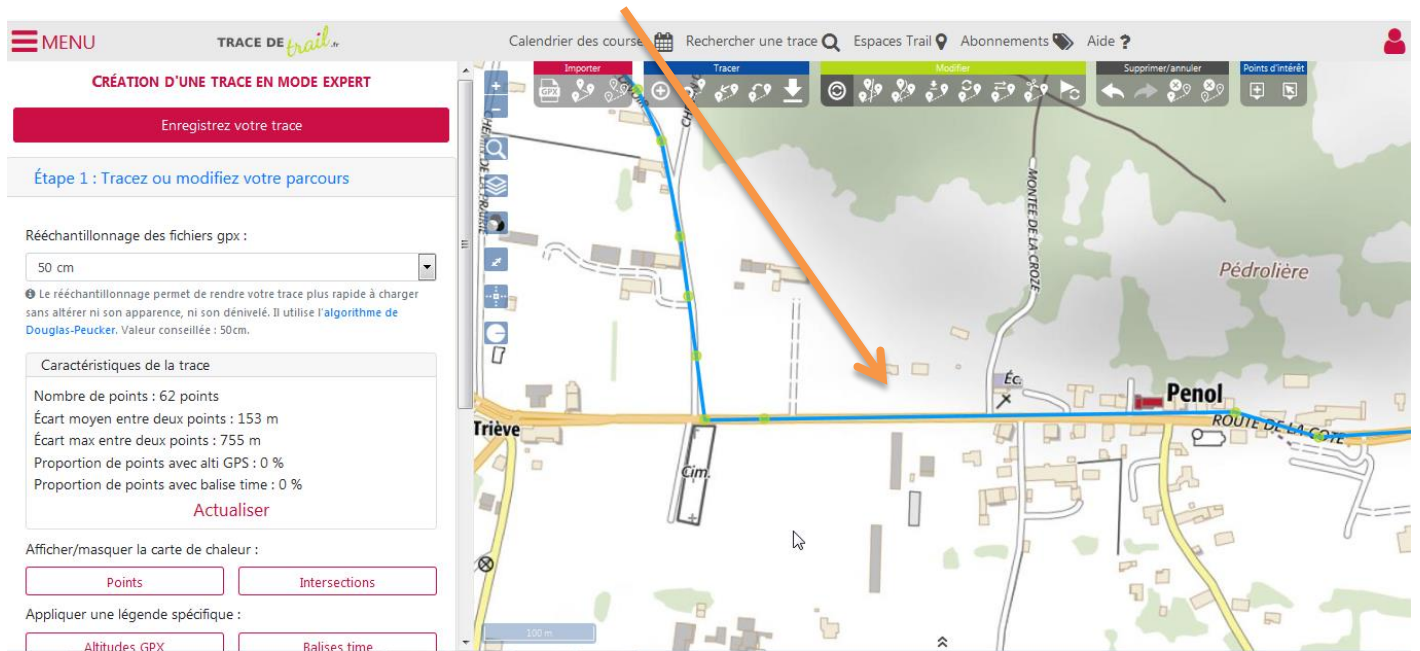 MENU
TRACE DE trail.fr
Calendrier des course
Rechercher une trace
Espaces Trail
Abonnements
Aide ?
CRÉATION D'UNE TRACE EN MODE EXPERT
Enregistrez votre trace
Étape 1 : Tracez ou modifiez votre parcours
Rééchantillonnage des fichiers gpx :
50 cm
Le rééchantillonnage permet de rendre votre trace plus rapide à charger
sans altérer ni son apparence, ni son dénivelé. Il utilise l'algorithme de
Douglas-Peucker. Valeur conseillée : 50cm.
Caractéristiques de la trace
Nombre de points : 62 points
Écart moyen entre deux points : 153 m
Écart max entre deux points : 755 m
Proportion de points avec alti GPS : 0 %
Proportion de points avec balise time : 0 %
Actualiser
Afficher/masquer la carte de chaleur :
Points
Intersections
Appliquer une légende spécifique :
Altitudes GPX
Balises time
Importer
Tracer
Modifier
Supprimer/annuler
Points d'intérêt
GPX
MONTEE DE LA CROZE
Pédrolière
Éc.
Penol
ROUTE DE LA COTE
Triève
Cim.
100 m